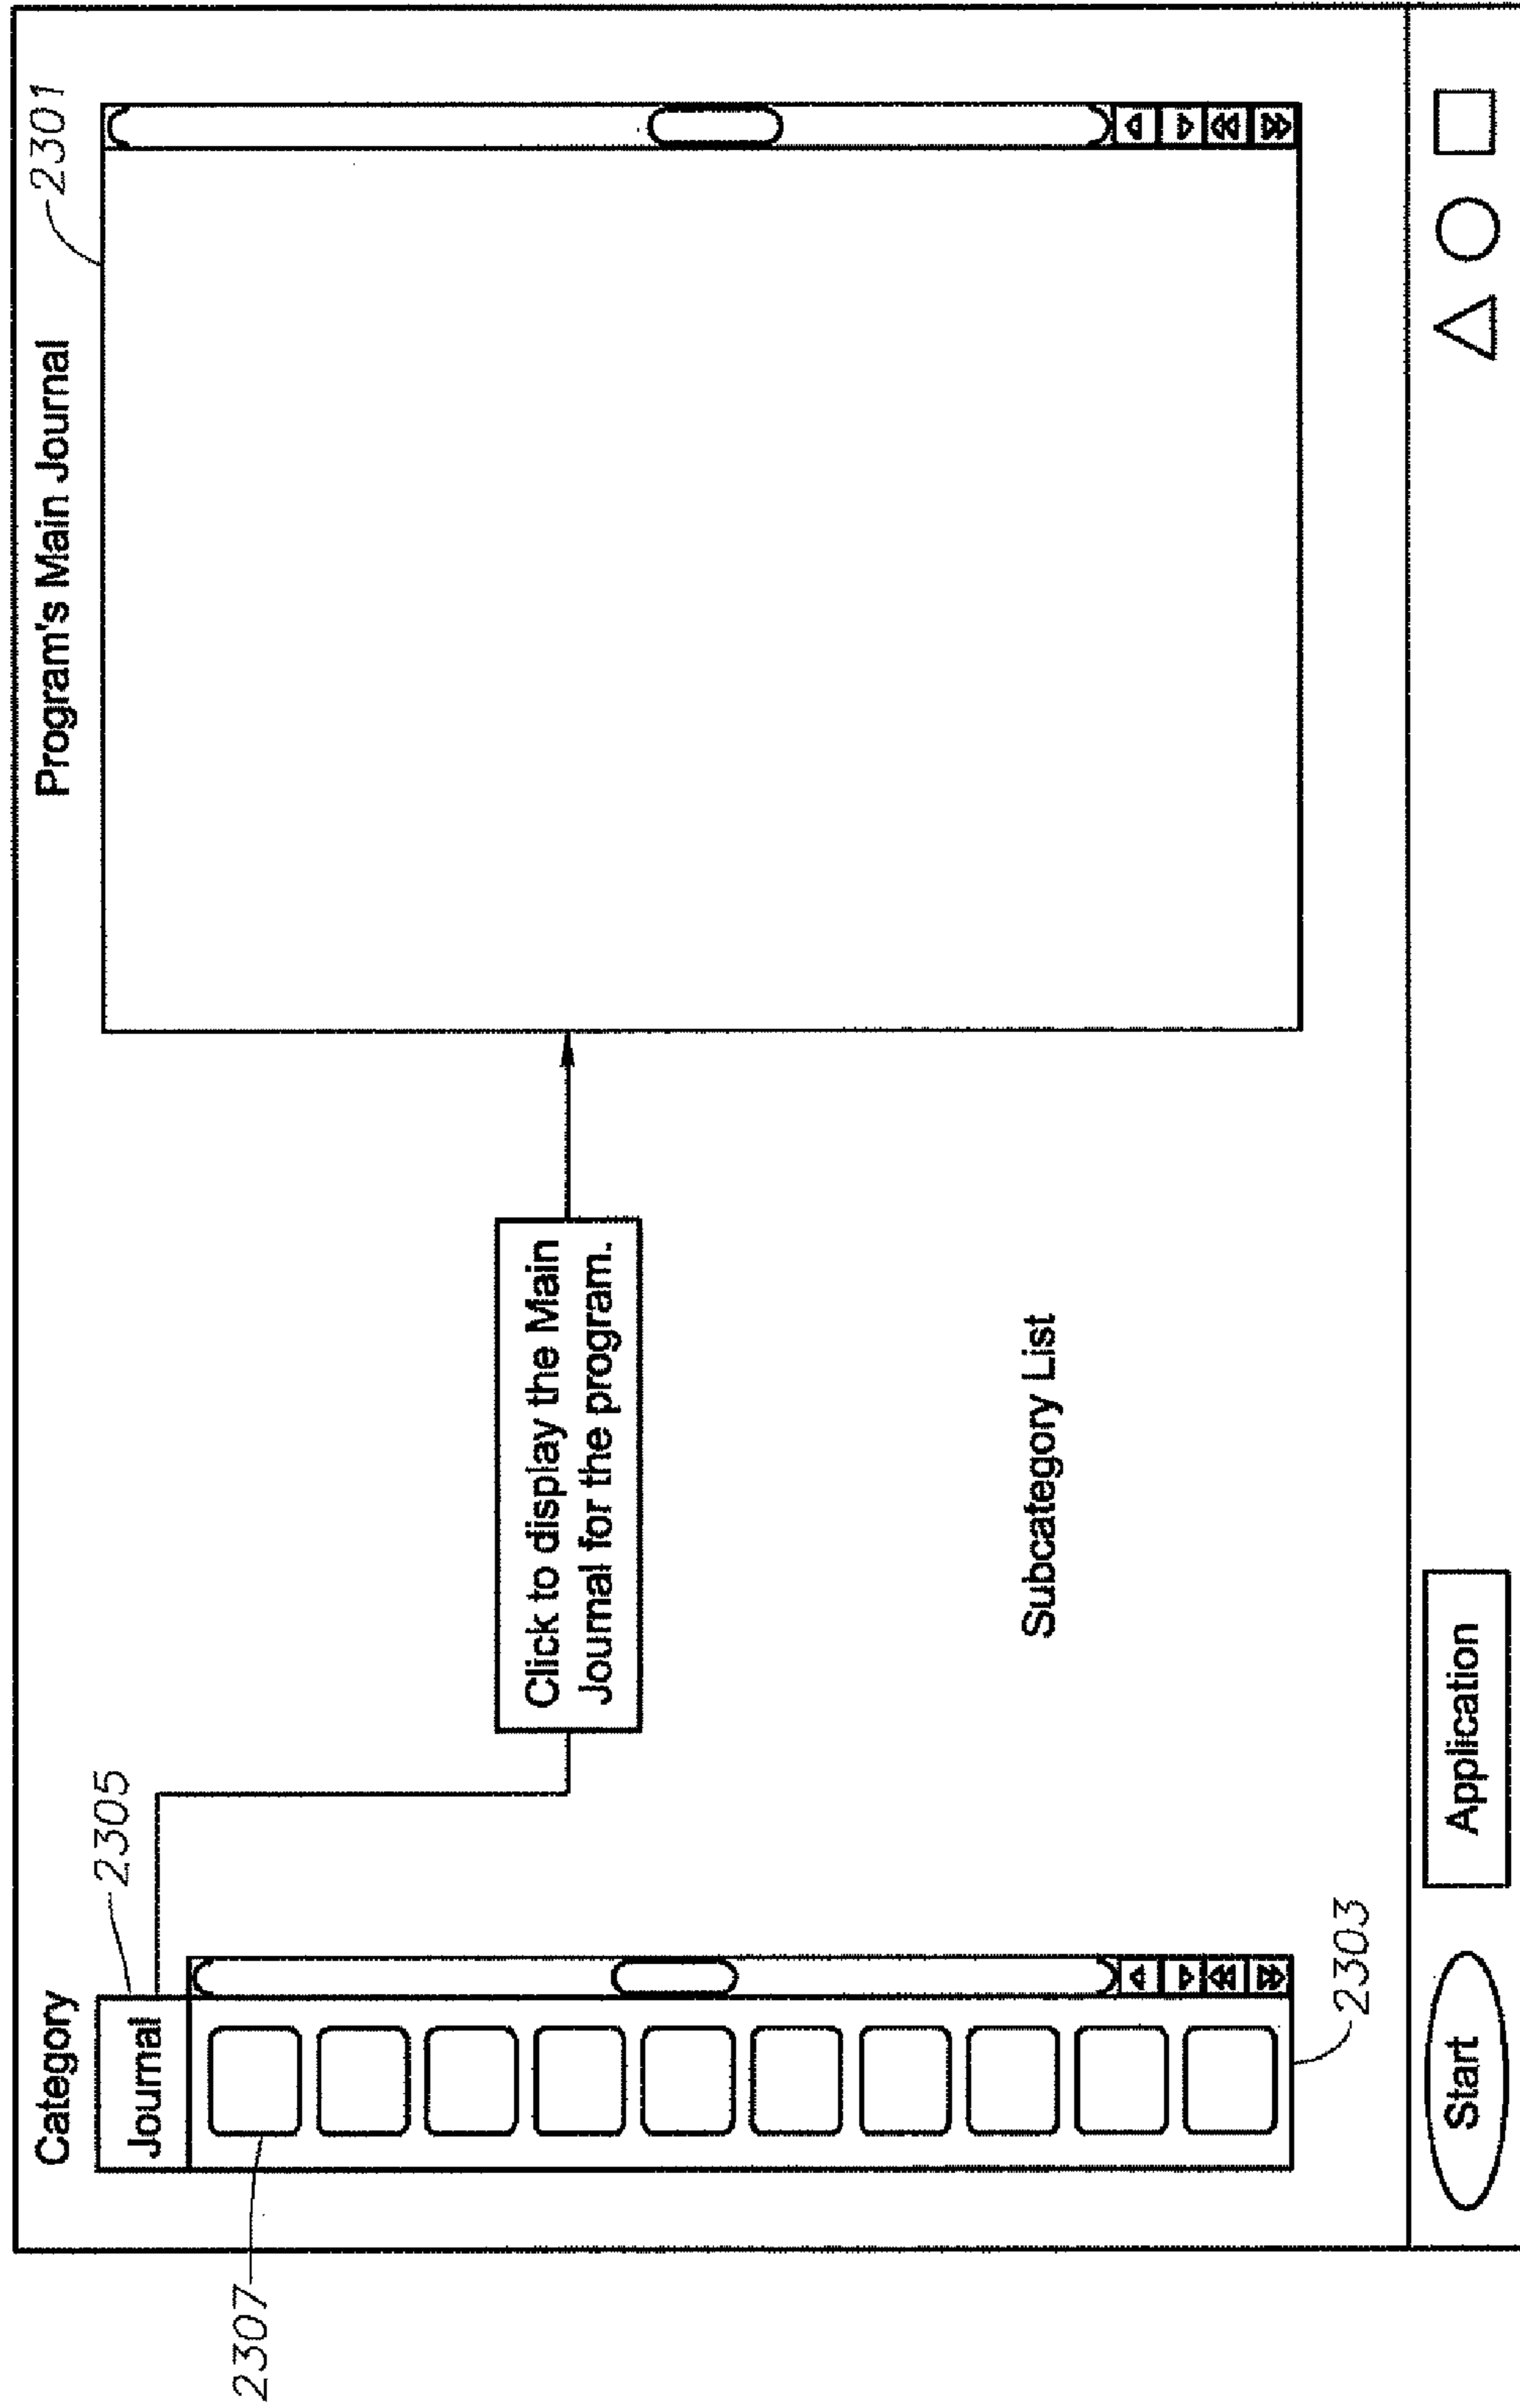 Category
Program's Main Journal
2301
2305
Journal
2307
Click to display the Main
Journal for the program.
Subcategory List
2303
Start
Application